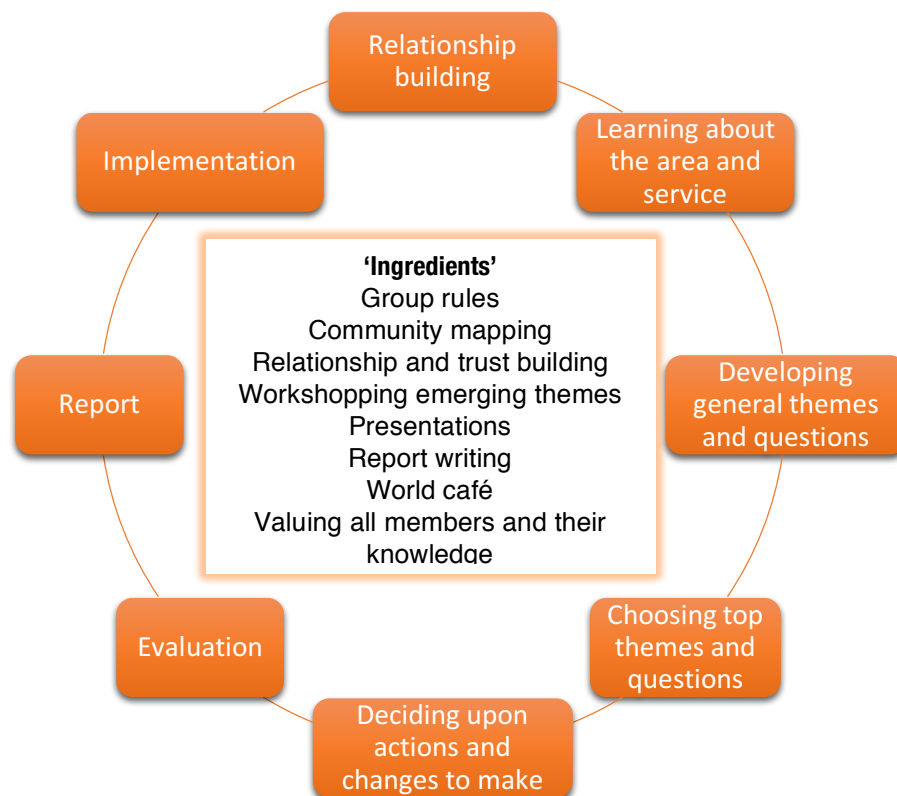 Relationship
building
Learning about
the area and
service
Developing
general themes
and questions
Choosing top
themes and
questions
Deciding upon
actions and
changes to make
Evaluation
Report
Implementation
‘Ingredients’
Group rules
Community mapping
Relationship and trust building
Workshopping emerging themes
Presentations
Report writing
World café
Valuing all members and their
knowledge